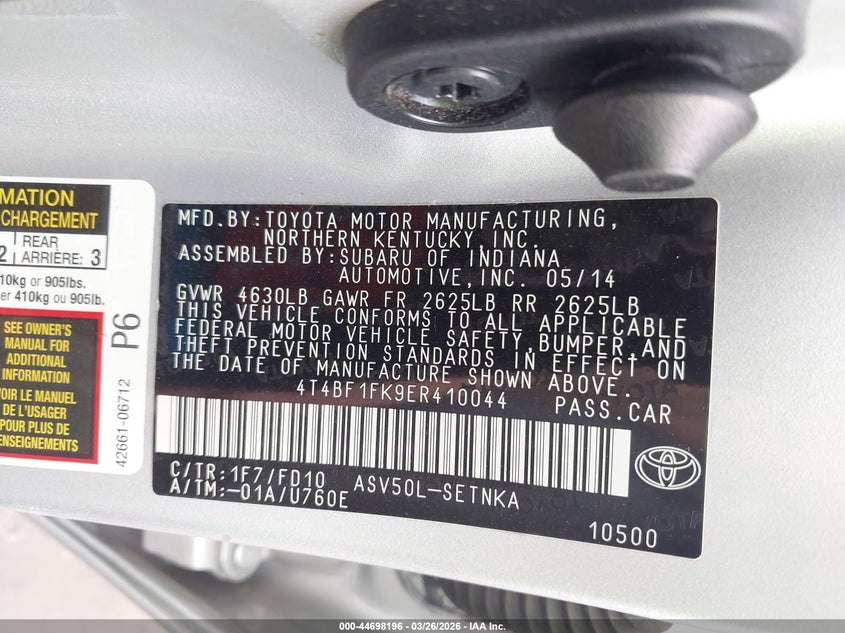 MATION
CHARGEMENT
2
REAR
ARRIÈRE: 3
10kg or 905lbs.
er 410kg ou 905lb.
SEE OWNER'S
MANUAL FOR
ADDITIONAL
INFORMATION
VOIR LE MANUEL
DE L'USAGER
POUR PLUS DE
RENSEIGNEMENTS
P6
42661-06712
MFD. BY: TOYOTA MOTOR MANUFACTURING,
NORTHERN KENTUCKY, INC.
ASSEMBLED BY: SUBARU OF INDIANA
AUTOMOTIVE, INC. 05/14
GVWR 4630LB GAWR FR 2625LB RR 2625LB
THIS VEHICLE CONFORMS TO ALL APPLICABLE
FEDERAL MOTOR VEHICLE SAFETY, BUMPER, AND
THEFT PREVENTION STANDARDS IN EFFECT ON
THE DATE OF MANUFACTURE SHOWN ABOVE.
4T4BF1FK9ER410044 PASS.CAR
C/TR: 1F7/FD10 ASV50L-SETNKA
A/TM: -01A/U760E
10500
000-44698196 - 03/26/2026 - IAA Inc.